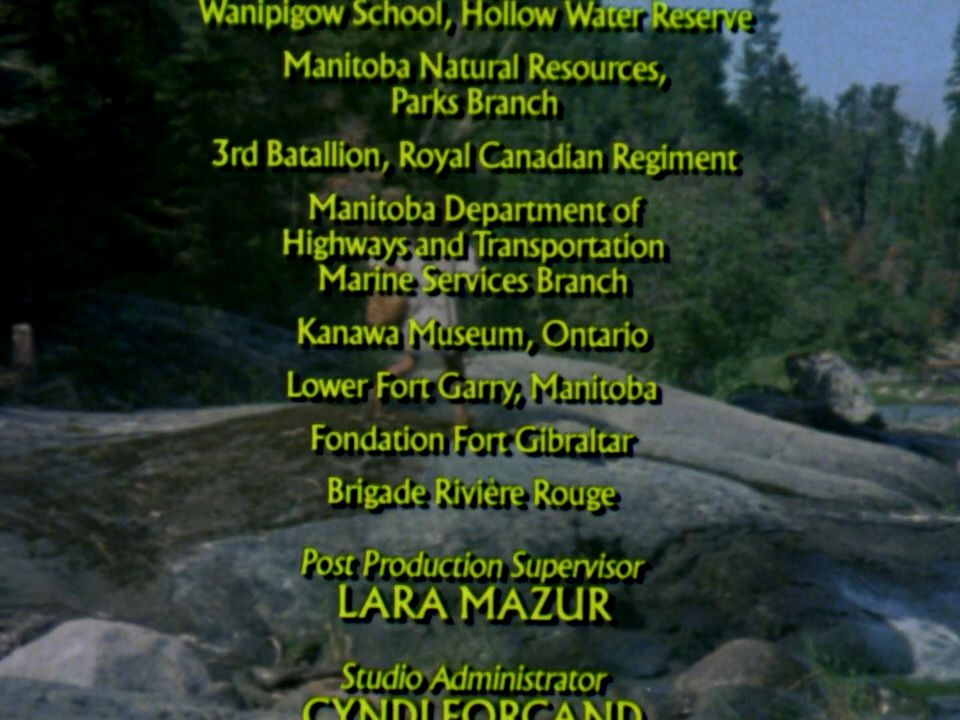 Wanipigow School, Hollow Water Reserve
Manitoba Natural Resources,
Parks Branch
3rd Batallion, Royal Canadian Regiment
Manitoba Department of
Highways and Transportation
Marine Services Branch
Kanawa Museum, Ontario
Lower Fort Garry, Manitoba
Fondation Fort Gibraltar
Brigade Rivière Rouge
Post Production Supervisor
LARA MAZUR
Studio Administrator
CYNDI FORCAND